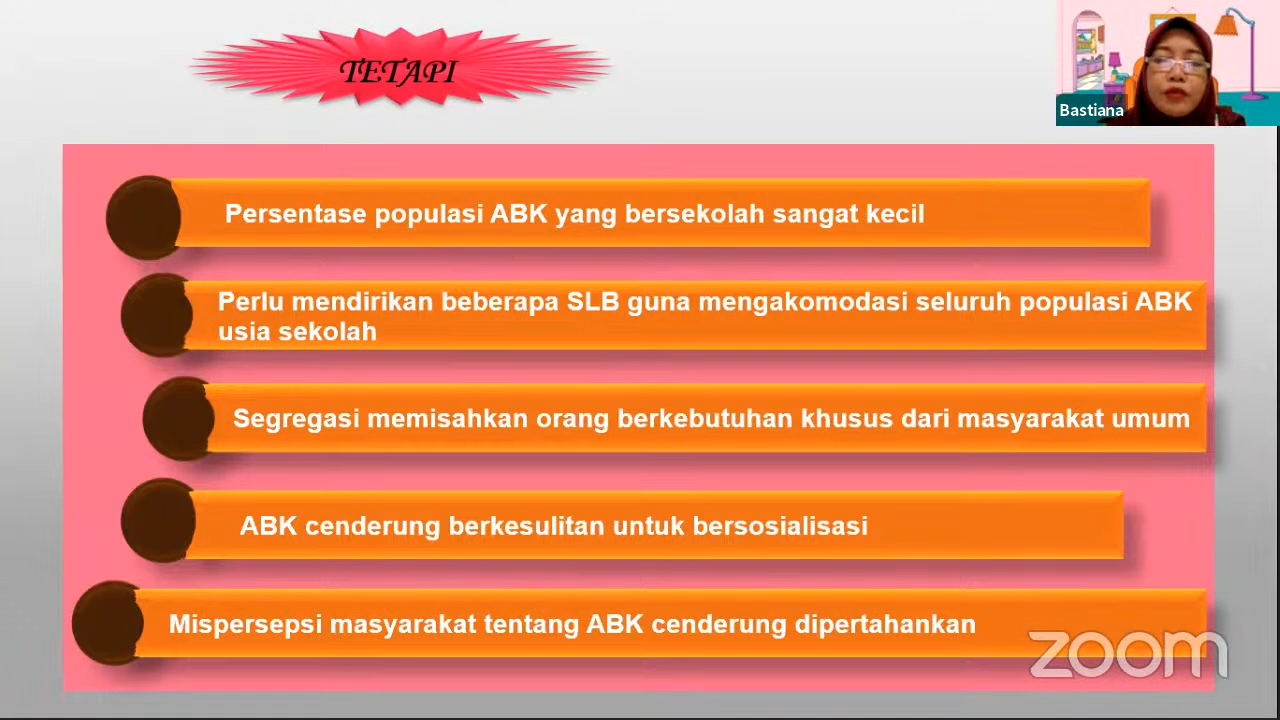 TETAPI
Bastiana
Persentase populasi ABK yang bersekolah sangat kecil
Perlu mendirikan beberapa SLB guna mengakomodasi seluruh populasi ABK
usia sekolah
Segregasi memisahkan orang berkebutuhan khusus dari masyarakat umum
ABK cenderung berkesulitan untuk bersosialisasi
Mispersepsi masyarakat tentang ABK cenderung dipertahankan
zoom